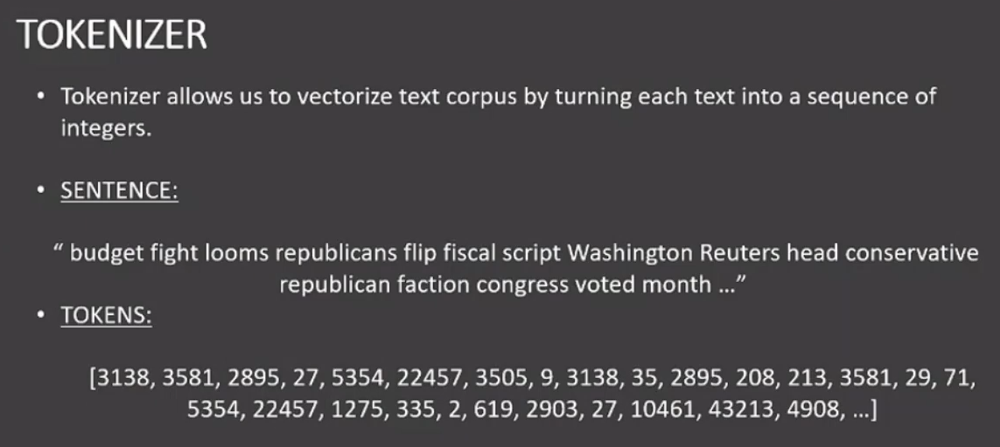 TOKENIZER
• Tokenizer allows us to vectorize text corpus by turning each text into a sequence of
integers.
• SENTENCE:
“ budget fight looms republicans flip fiscal script Washington Reuters head conservative
republican faction congress voted month ...”
• TOKENS:
[3138, 3581, 2895, 27, 5354, 22457, 3505, 9, 3138, 35, 2895, 208, 213, 3581, 29, 71,
5354, 22457, 1275, 335, 2, 619, 2903, 27, 10461, 43213, 4908, ...]